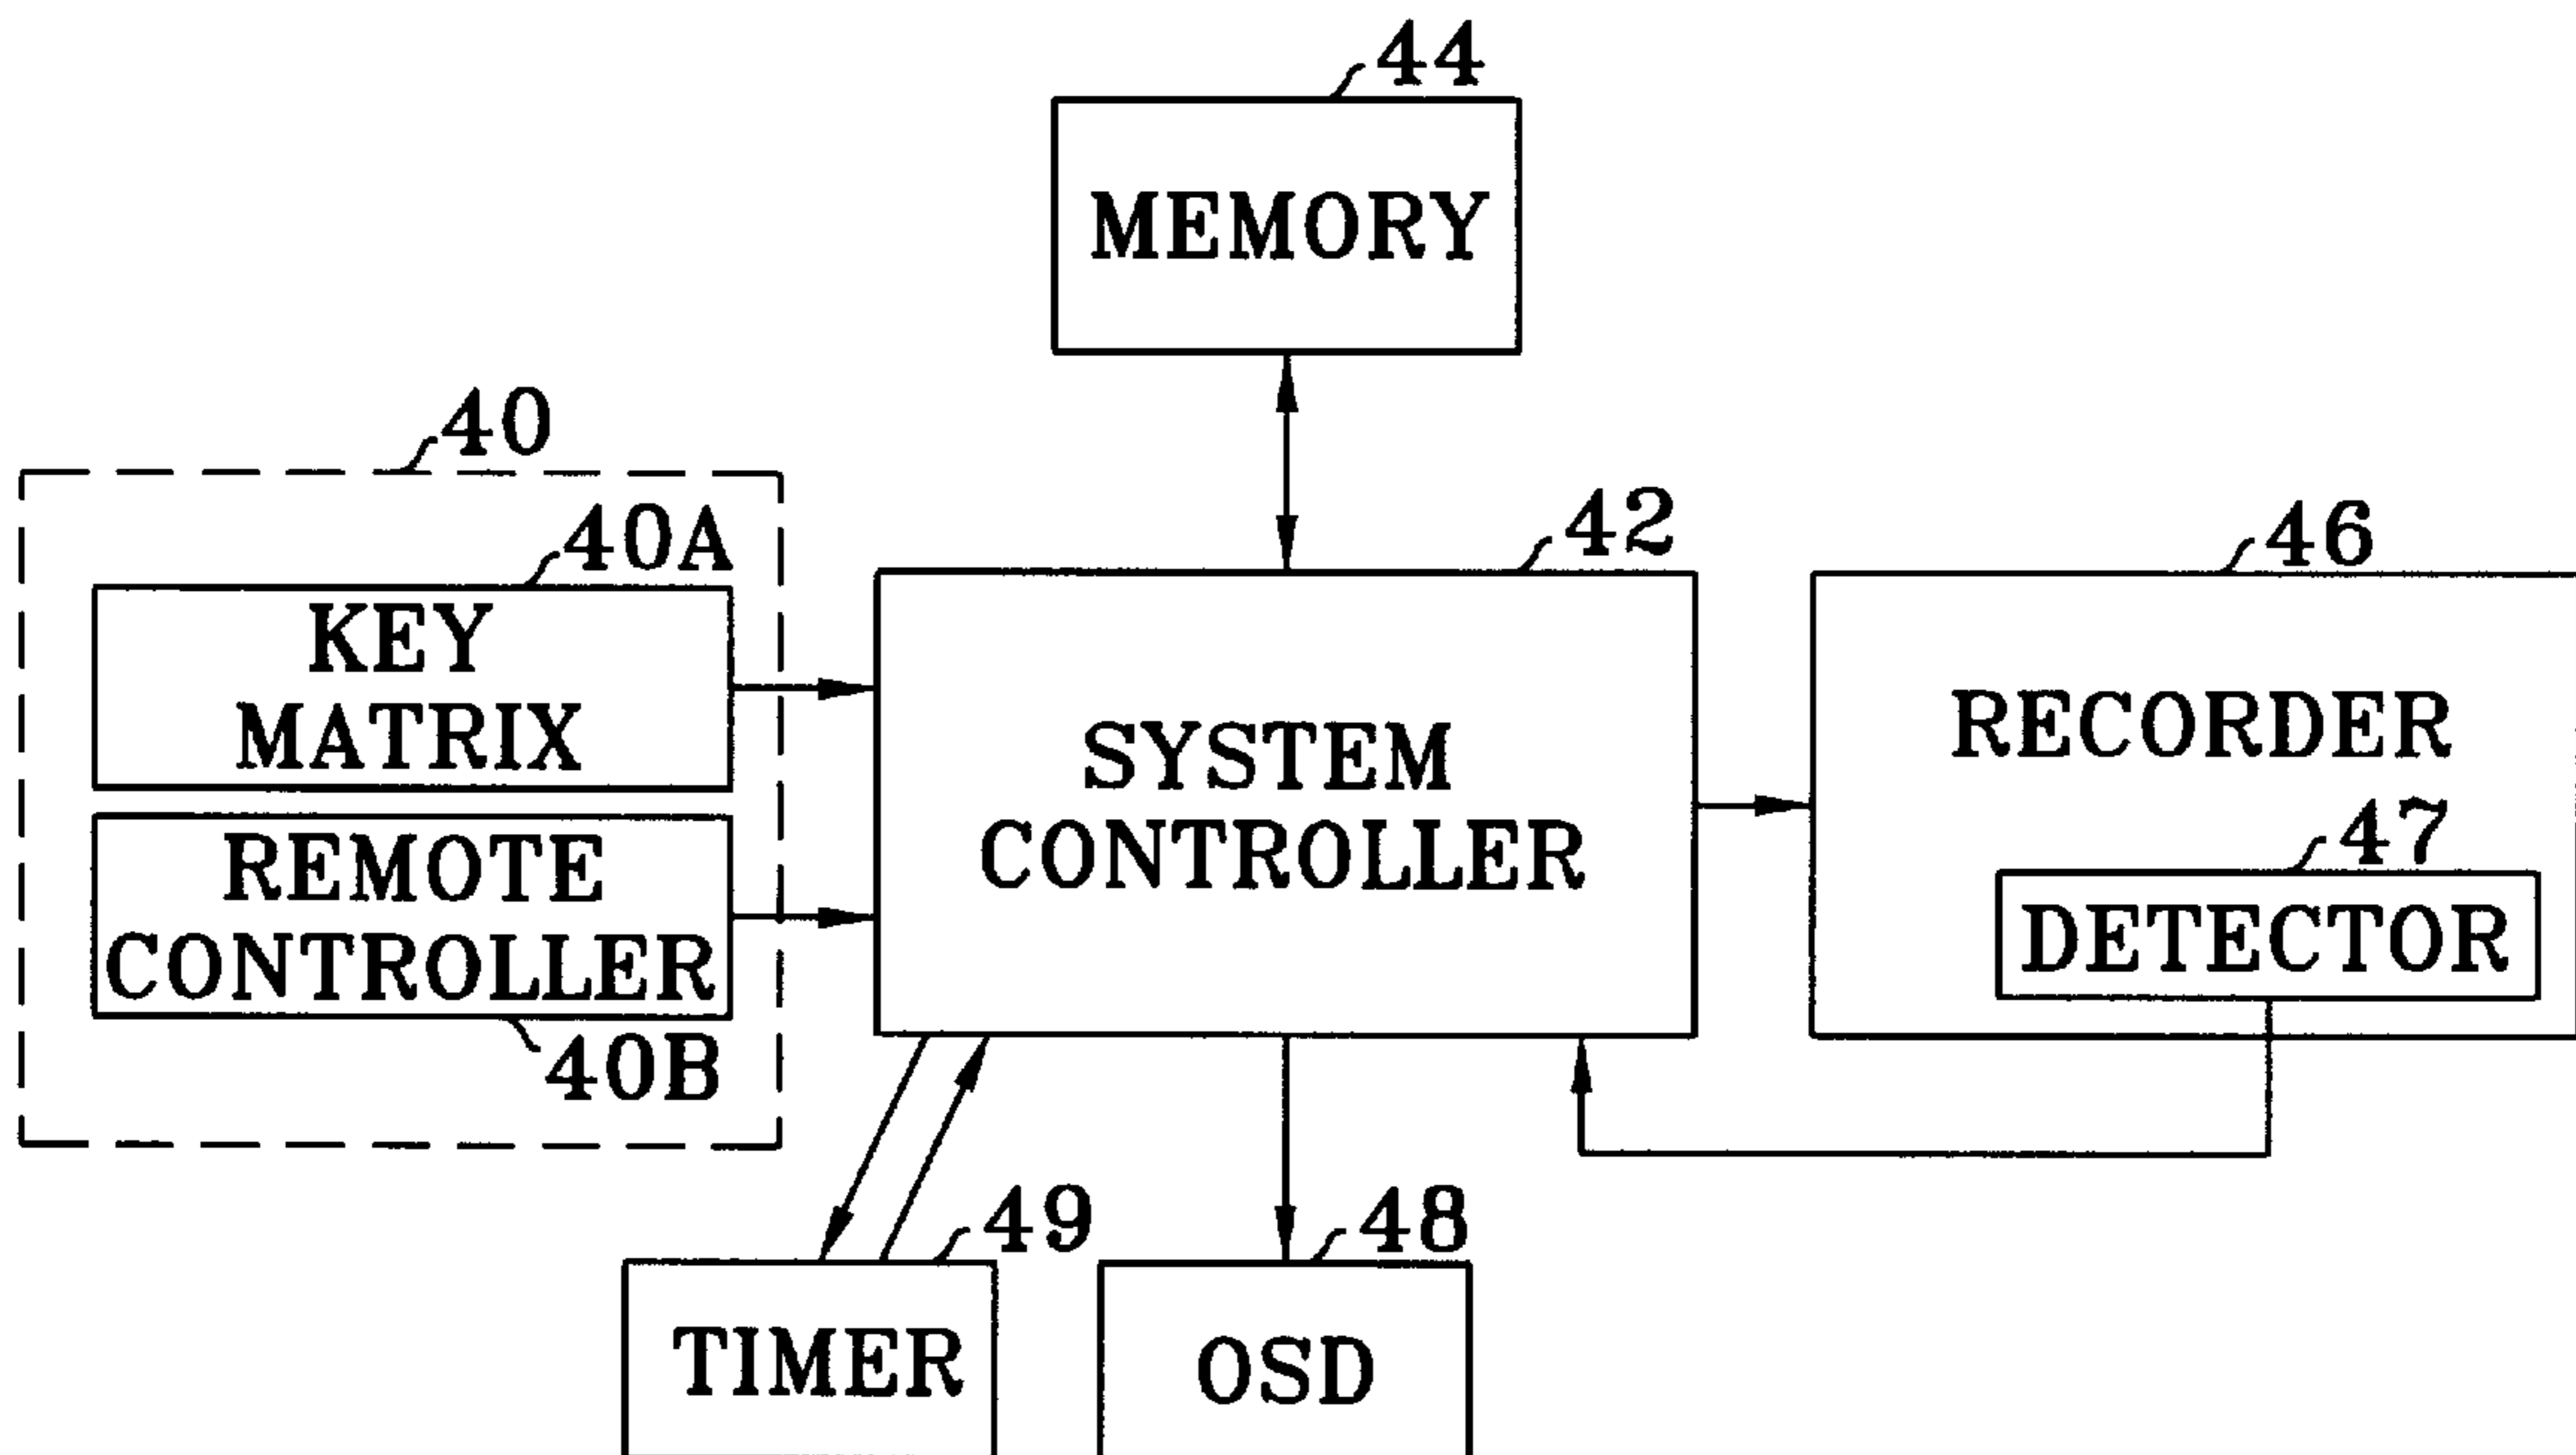 44
MEMORY
40
40A
KEY
MATRIX
REMOTE
CONTROLLER
40B
42
SYSTEM
CONTROLLER
46
RECORDER
47
DETECTOR
49
TIMER
48
OSD